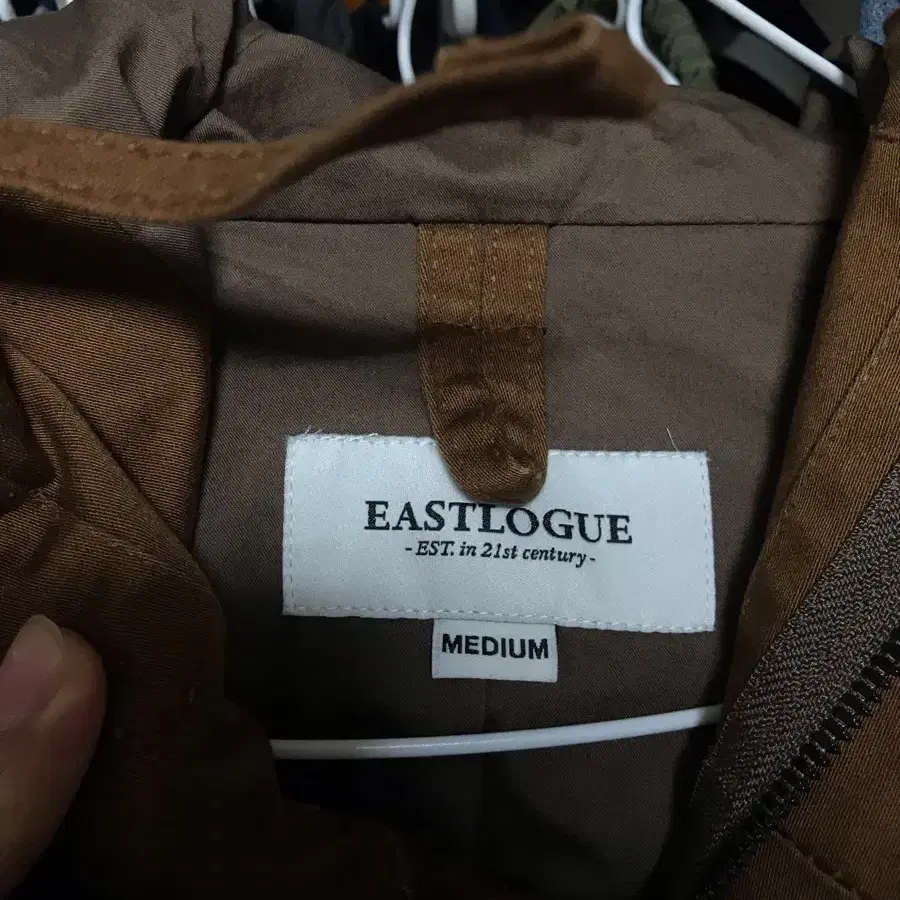 EASTLOGUE
- EST. in 21st century -
MEDIUM